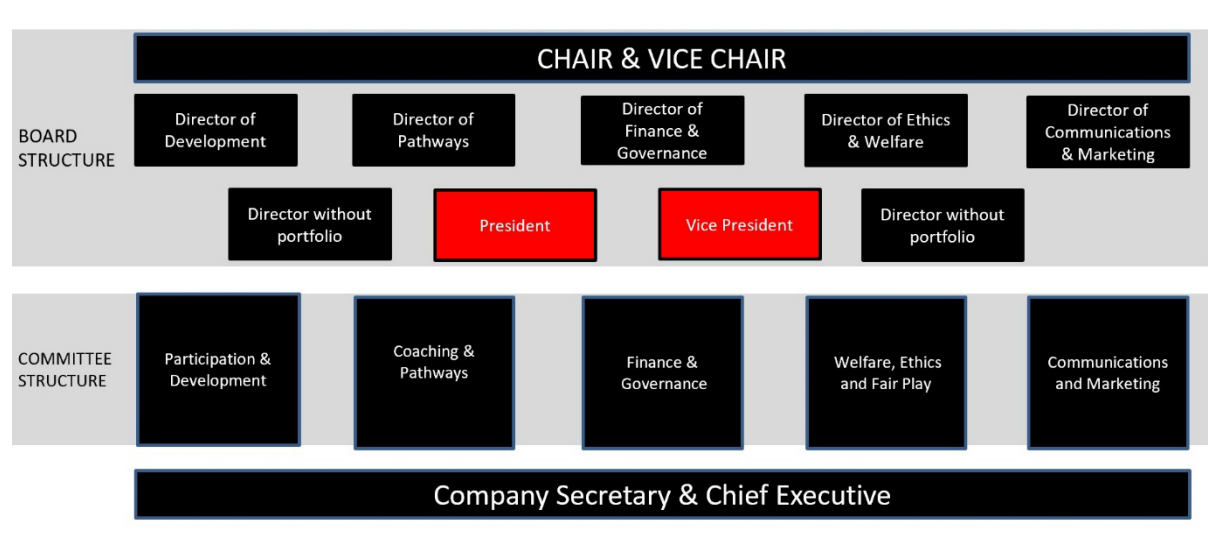 CHAIR & VICE CHAIR
BOARD
STRUCTURE
Director of
Development
Director of
Pathways
Director of
Finance &
Governance
Director of Ethics
& Welfare
Director of
Communications
& Marketing
Director without
portfolio
President
Vice President
Director without
portfolio
COMMITTEE
STRUCTURE
Participation &
Development
Coaching &
Pathways
Finance &
Governance
Welfare, Ethics
and Fair Play
Communications
and Marketing
Company Secretary & Chief Executive